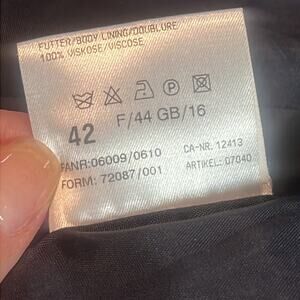 FUTTER/BODY LINING/DOUBLURE
100% VISKOSE/VISCOSE
P
42 F/44 GB/16
FANR:06009/0610 CA-NR. 12413
FORM: 72087/001 ARTIKEL: 07040